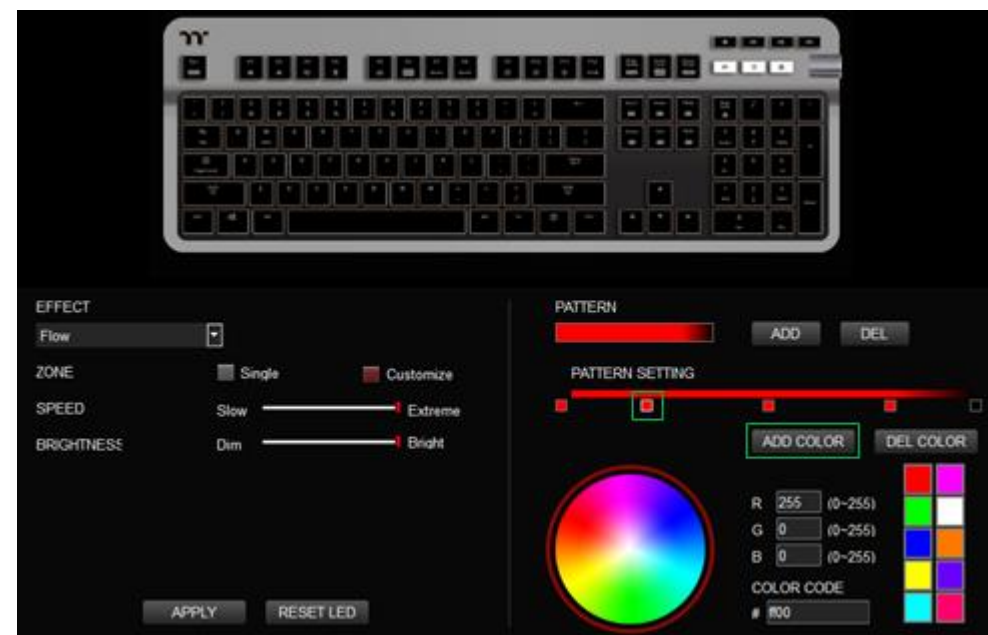 EFFECT
Flow
ZONE
Single
Customize
SPEED
Slow
Extreme
BRIGHTNESS
Dim
Bright
APPLY
RESET LED
PATTERN
ADD
DEL
PATTERN SETTING
ADD COLOR
DEL COLOR
R 255 (0~255)
G 0 (0~255)
B 0 (0~255)
COLOR CODE
# ff00